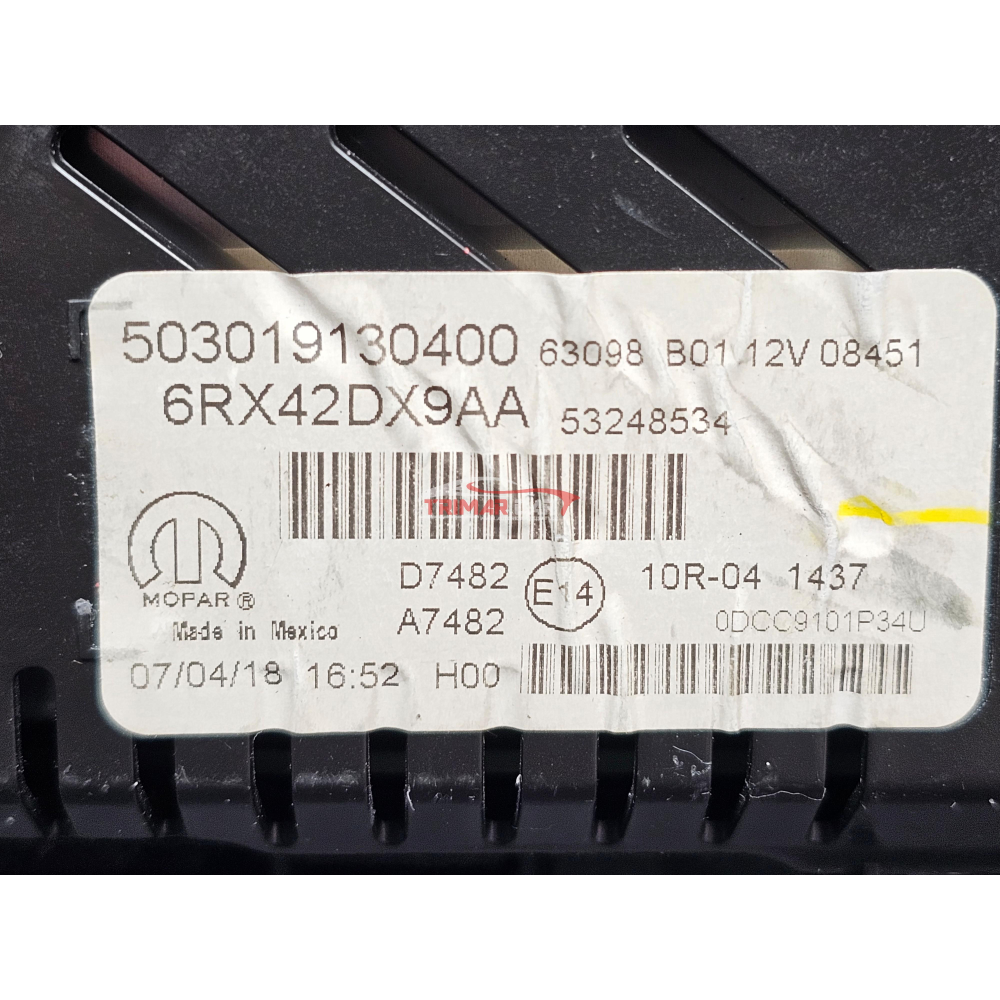 503019130400 63098 B01 12V 08451
6RX42DX9AA 53248534
TRIMAR
MOPAR ®
D7482 E14 10R-04 1437
Made in Mexico A7482 0DCC9101P34U
07/04/18 16:52 H00